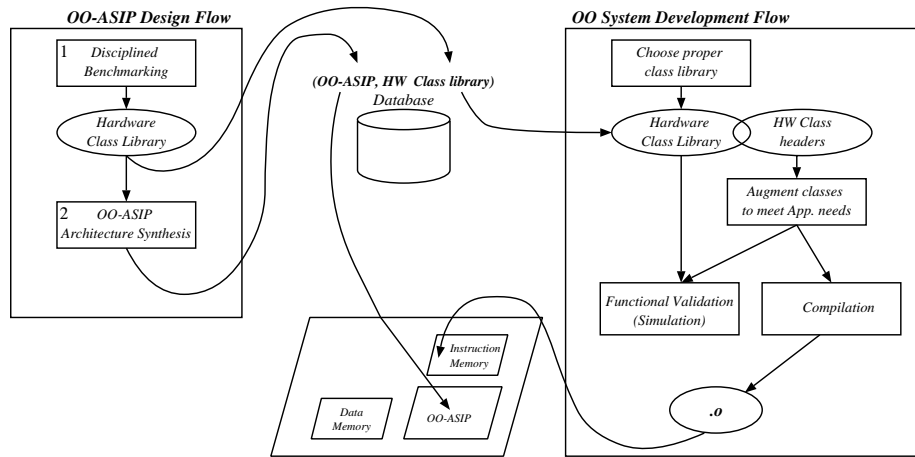 OO-ASIP Design Flow
1
Disciplined
Benchmarking
Hardware
Class Library
2
OO-ASIP
Architecture Synthesis
(OO-ASIP, HW Class library)
Database
OO System Development Flow
Choose proper
class library
Hardware
Class Library
HW Class
headers
Augment classes
to meet App. needs
Functional Validation
(Simulation)
Compilation
.o
Instruction
Memory
Data
Memory
OO-ASIP